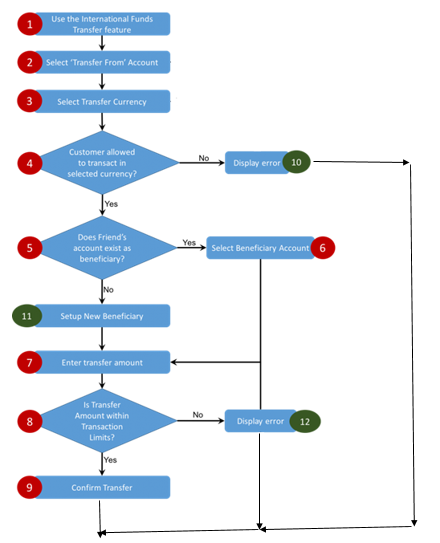 1
Use the International Funds
Transfer feature
2
Select 'Transfer From' Account
3
Select Transfer Currency
4
Customer allowed
to transact in
selected currency?
No
Display error
10
Yes
5
Does Friend's
account exist as
beneficiary?
Yes
Select Beneficiary Account
6
No
11
Setup New Beneficiary
7
Enter transfer amount
8
Is Transfer
Amount within
Transaction
Limits?
No
Display error
12
Yes
9
Confirm Transfer